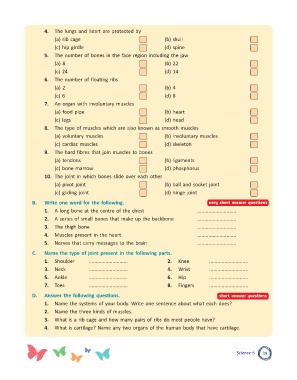 4. The lungs and heart are protected by
(a) rib cage (b) skull
(c) hip girdle (d) spine
5. The number of bones in the face region including the jaw
(a) 8 (b) 22
(c) 24 (d) 14
6. The number of floating ribs
(a) 2 (b) 4
(c) 6 (d) 8
7. An organ with involuntary muscles
(a) food pipe (b) heart
(c) legs (d) head
8. The type of muscles which are also known as smooth muscles
(a) voluntary muscles (b) involuntary muscles
(c) cardiac muscles (d) skeleton
9. The hard fibres that join muscles to bones
(a) tendons (b) ligaments
(c) bone marrow (d) phosphorus
10. The joint in which bones slide over each other
(a) pivot joint (b) ball and socket joint
(c) gliding joint (d) hinge joint
B. Write one word for the following. very short answer questions
1. A long bone at the centre of the chest ........................
2. A series of small bones that make up the backbone ........................
3. The thigh bone ........................
4. Muscles present in the heart ........................
5. Nerves that carry messages to the brain ........................
C. Name the type of joint present in the following parts.
1. Shoulder ........................ 2. Knee ........................
3. Neck ........................ 4. Wrist ........................
5. Ankle ........................ 6. Hip ........................
7. Toes ........................ 8. Fingers ........................
D. Answer the following questions. short answer questions
1. Name the systems of your body. Write one sentence about what each does?
2. Name the three kinds of muscles.
3. What is a rib cage and how many pairs of ribs do most people have?
4. What is cartilage? Name any two organs of the human body that have cartilage.
Science-5